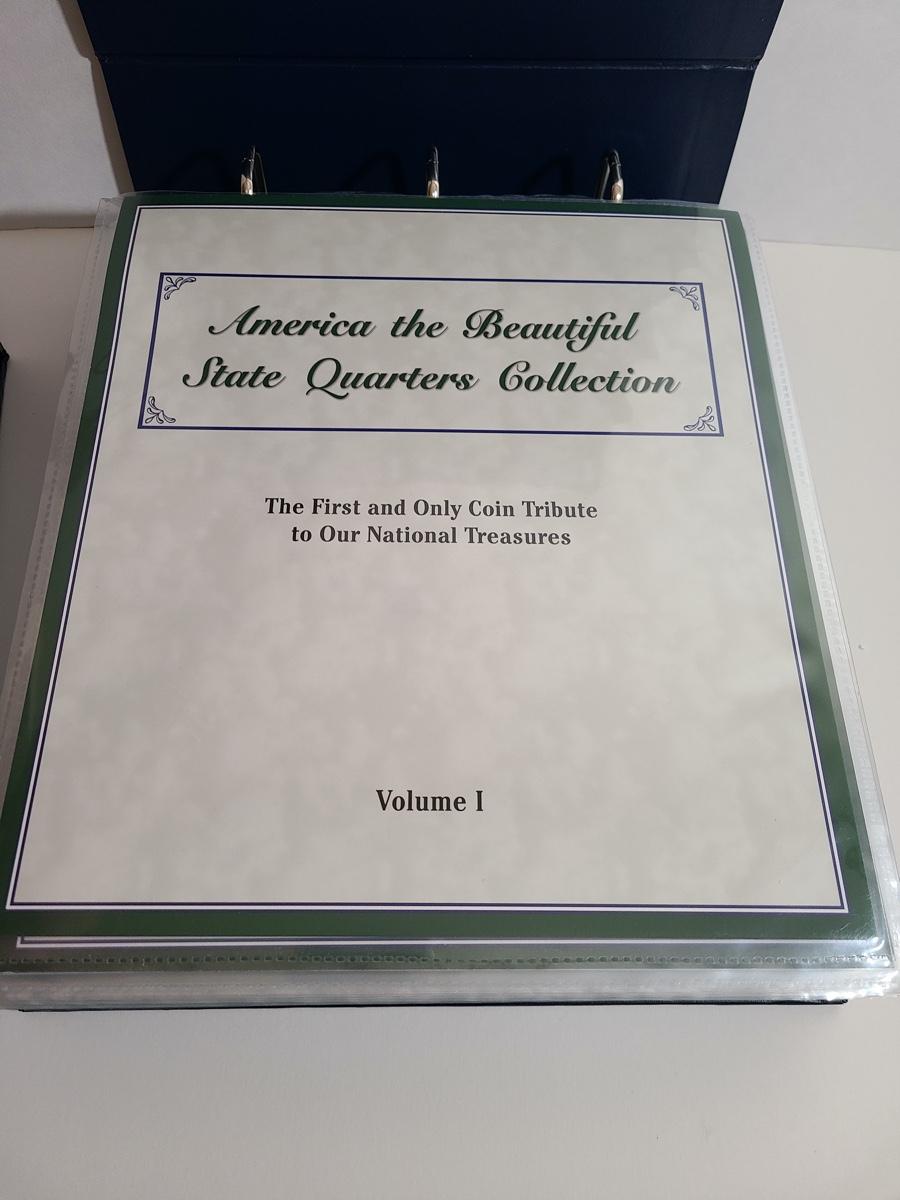 America the Beautiful
State Quarters Collection
The First and Only Coin Tribute
to Our National Treasures
Volume I